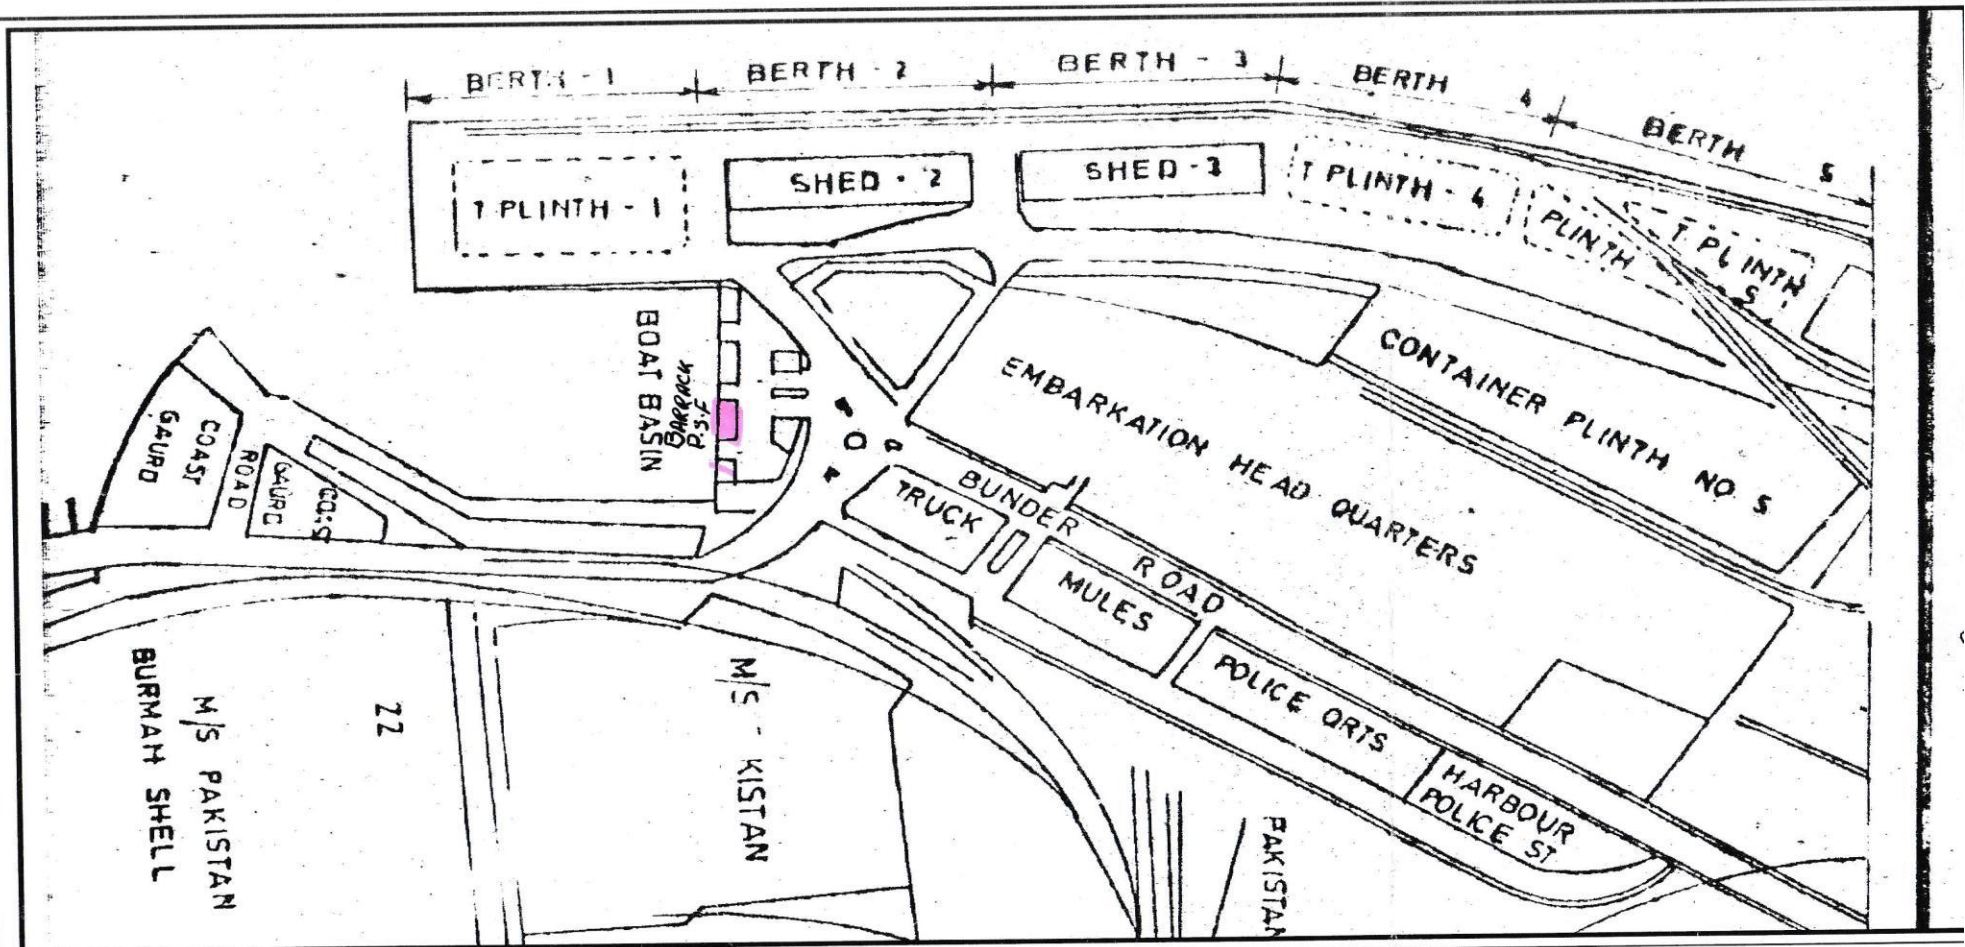 BERTH - 1
BERTH - 2
BERTH - 3
BERTH 4
BERTH 5
T PLINTH - 1
SHED - 2
SHED - 3
T PLINTH - 4
PLINTH
T PLINTH
5
BOAT BASIN
BARRACK
P.S.F
EMBARKATION HEAD QUARTERS
CONTAINER PLINTH NO 5
COAST
GAURD
ROAD
GAURD
TRUCK
BUNDER ROAD
MULES
POLICE QRTS
HARBOUR
POLICE ST
M/S PAKISTAN
BURMAH SHELL
22
M/S - KISTAN
PAKISTAN